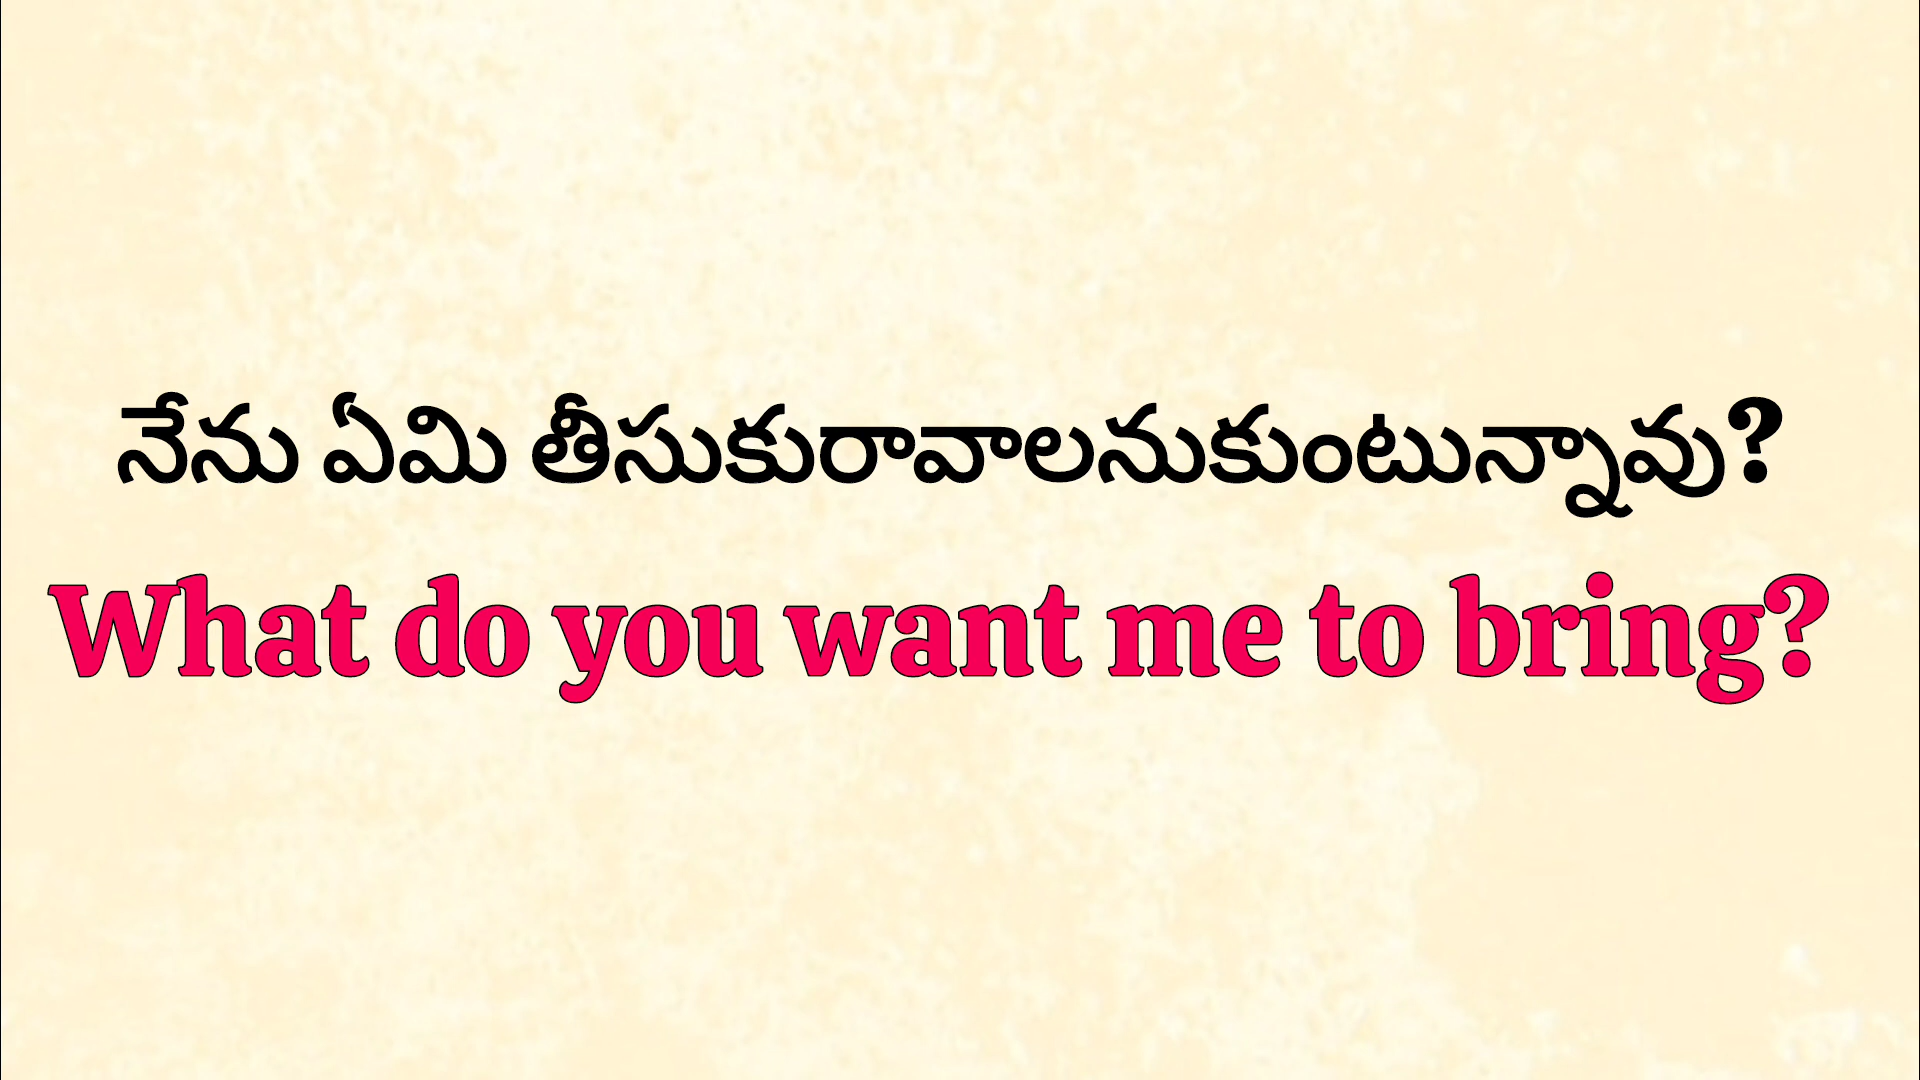 నేను ఏమి తీసుకురావాలనుకుంటున్నావు?
What do you want me to bring?